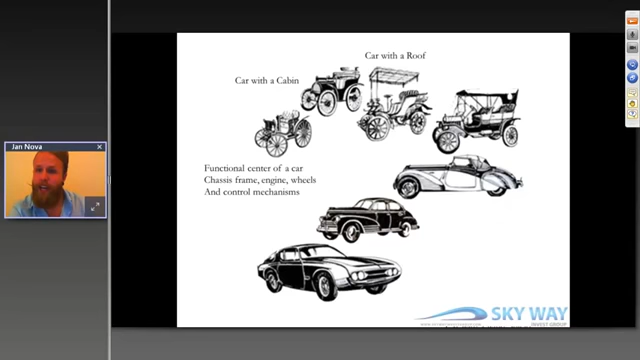 Jan Nova
Car with a Roof
Car with a Cabin
Functional center of a car
Chassis frame, engine, wheels
And control mechanisms
SKY WAY
INVEST GROUP